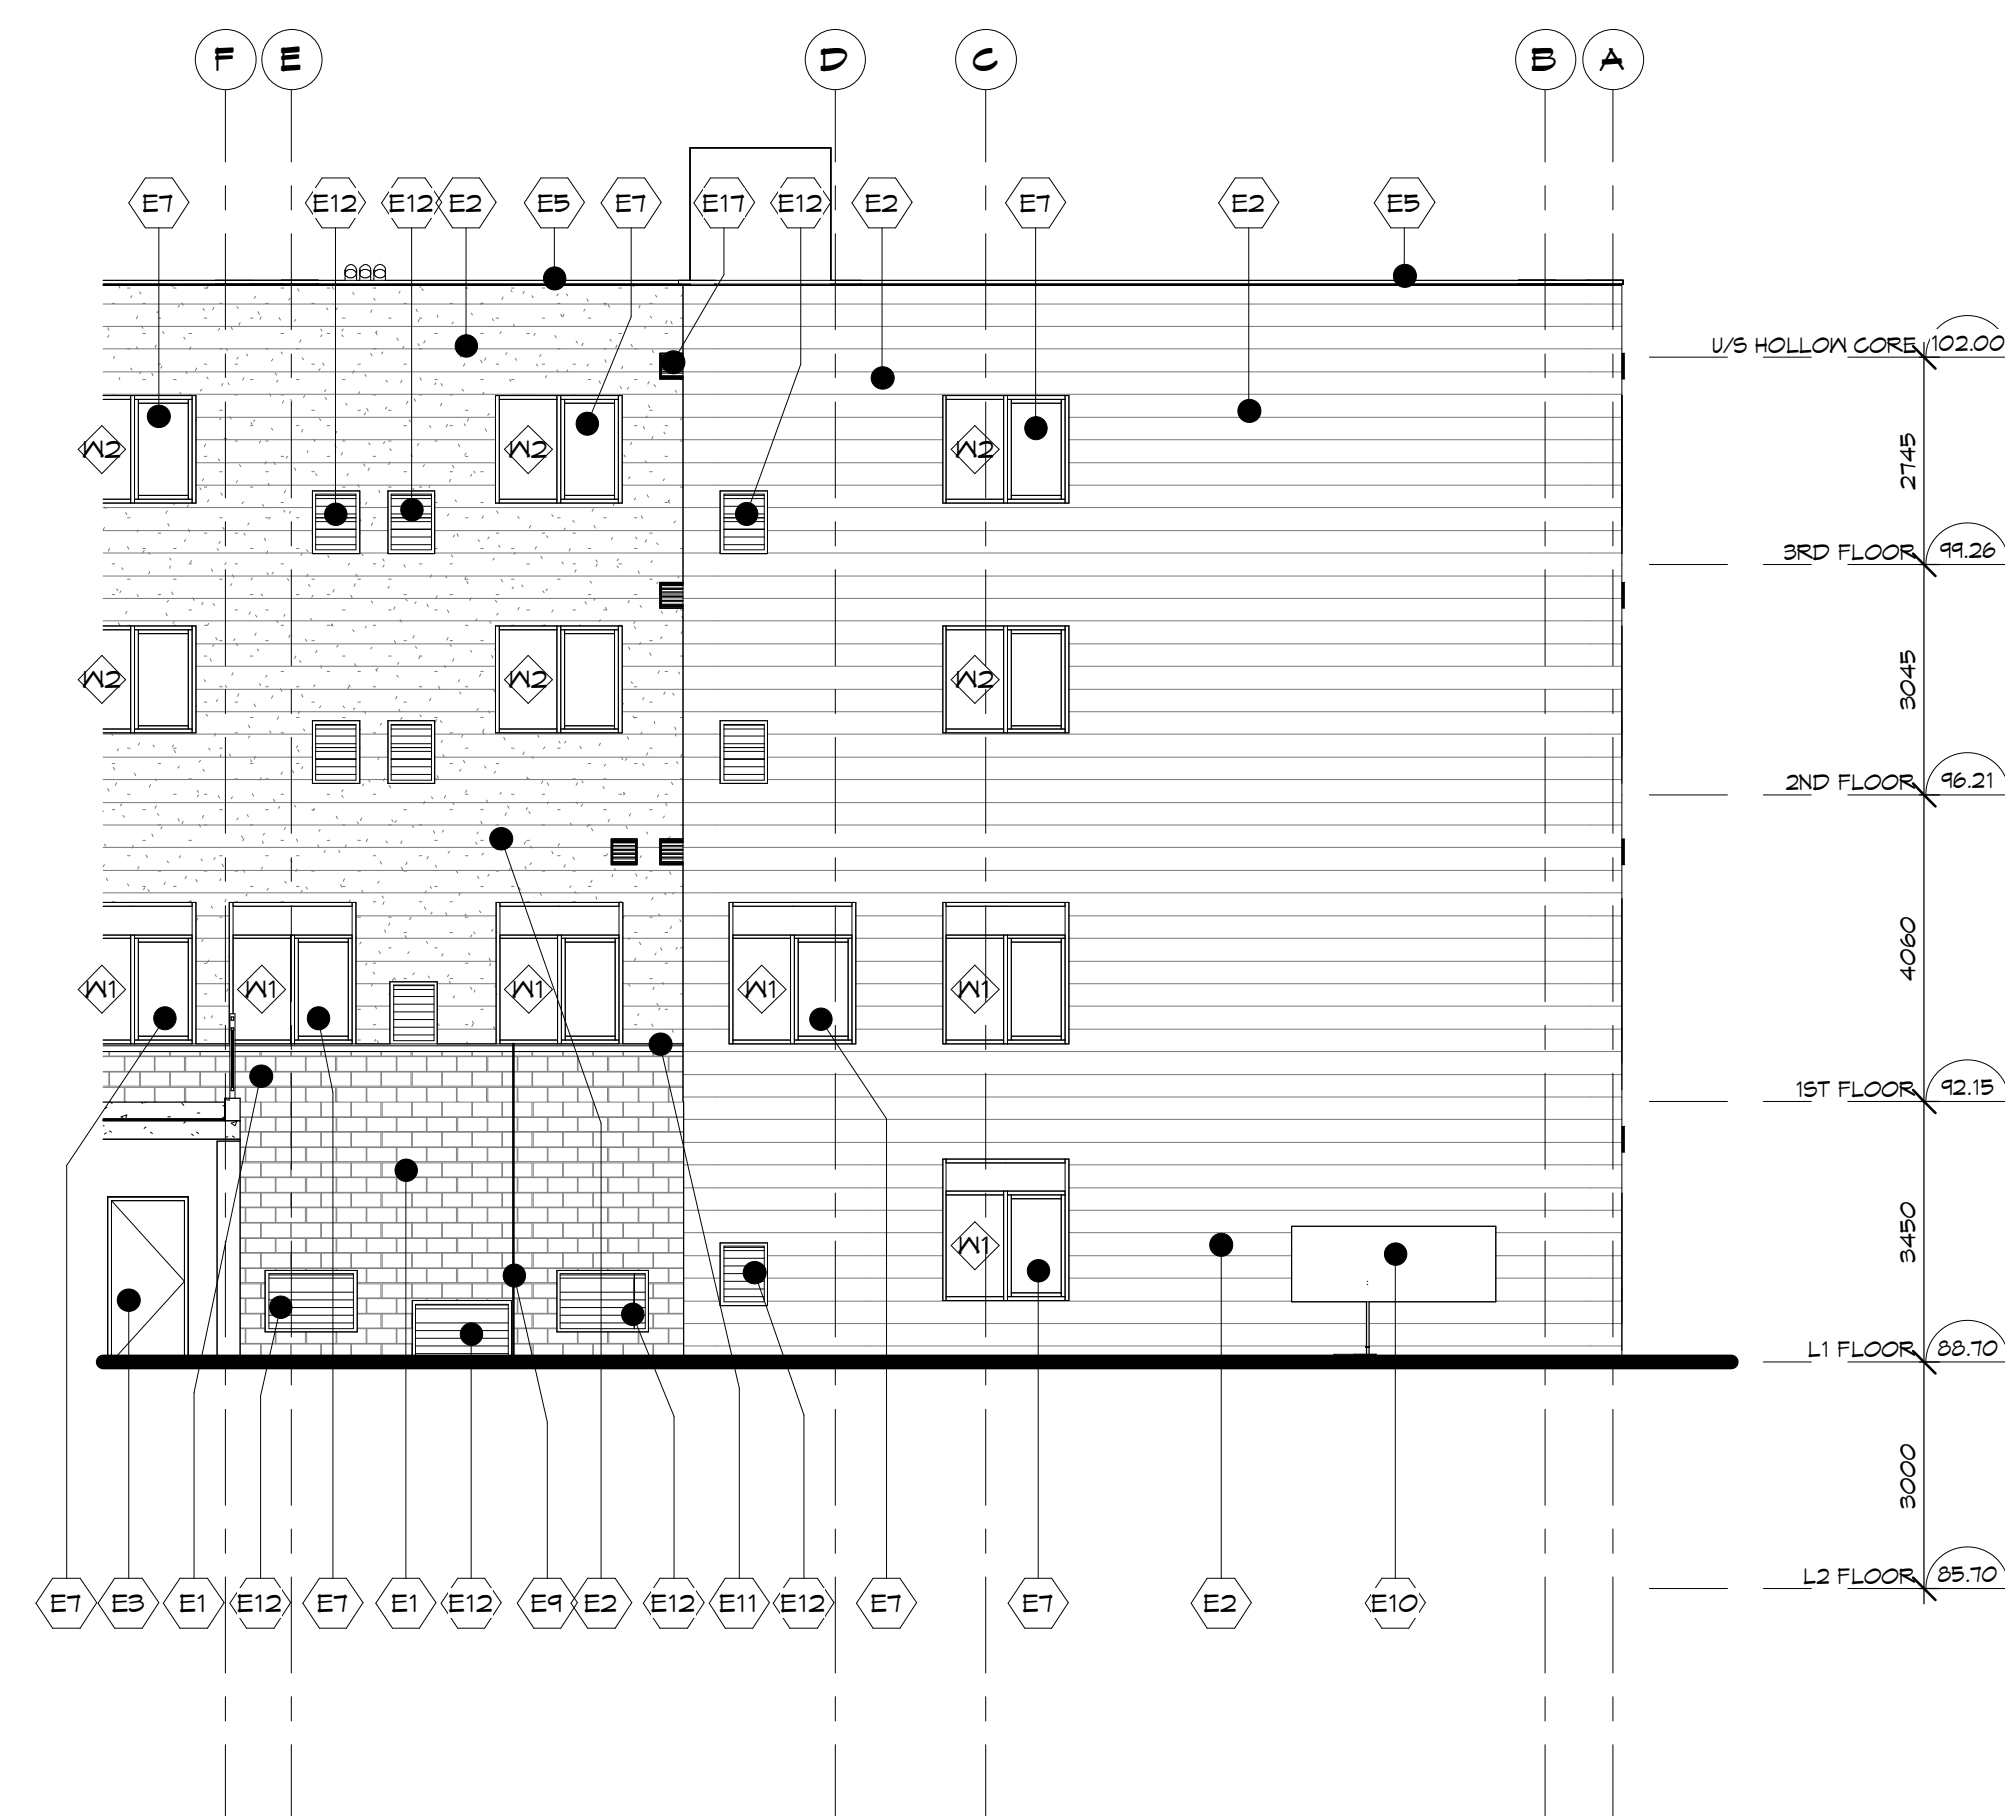 F E D C B A
E7 E12 E12 E2 E5 E7 E17 E12 E2 E7 E2 E5
U/S HOLLOW CORE 102.00
W2 W2 W2
2745
3RD FLOOR 99.26
W2 W2 W2
3045
2ND FLOOR 96.21
4060
W1 W1 W1 W1 W1
1ST FLOOR 92.15
W1
3450
L1 FLOOR 88.70
3000
L2 FLOOR 85.70
E7 E3 E1 E12 E7 E1 E12 E9 E2 E12 E11 E12 E7 E7 E2 E10